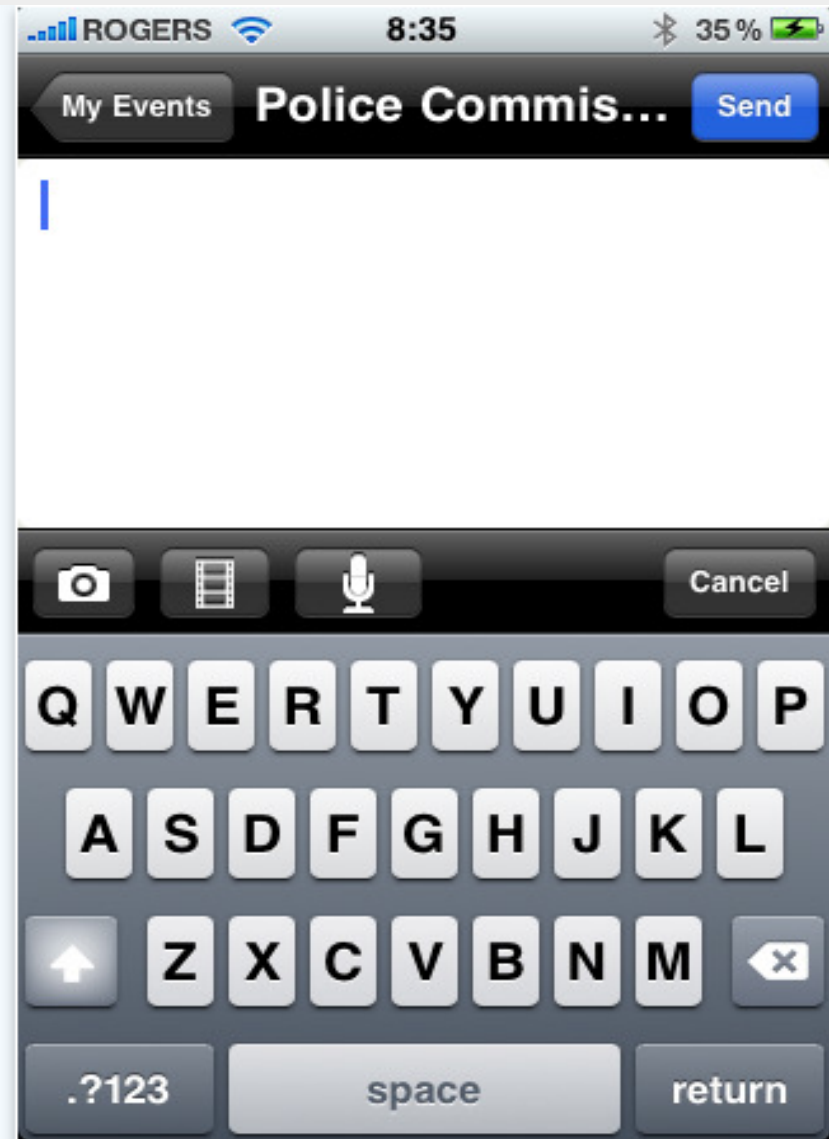 ROGERS 8:35 35%
My Events Police Commis... Send
Cancel
Q W E R T Y U I O P
A S D F G H J K L
Z X C V B N M
.?123 space return